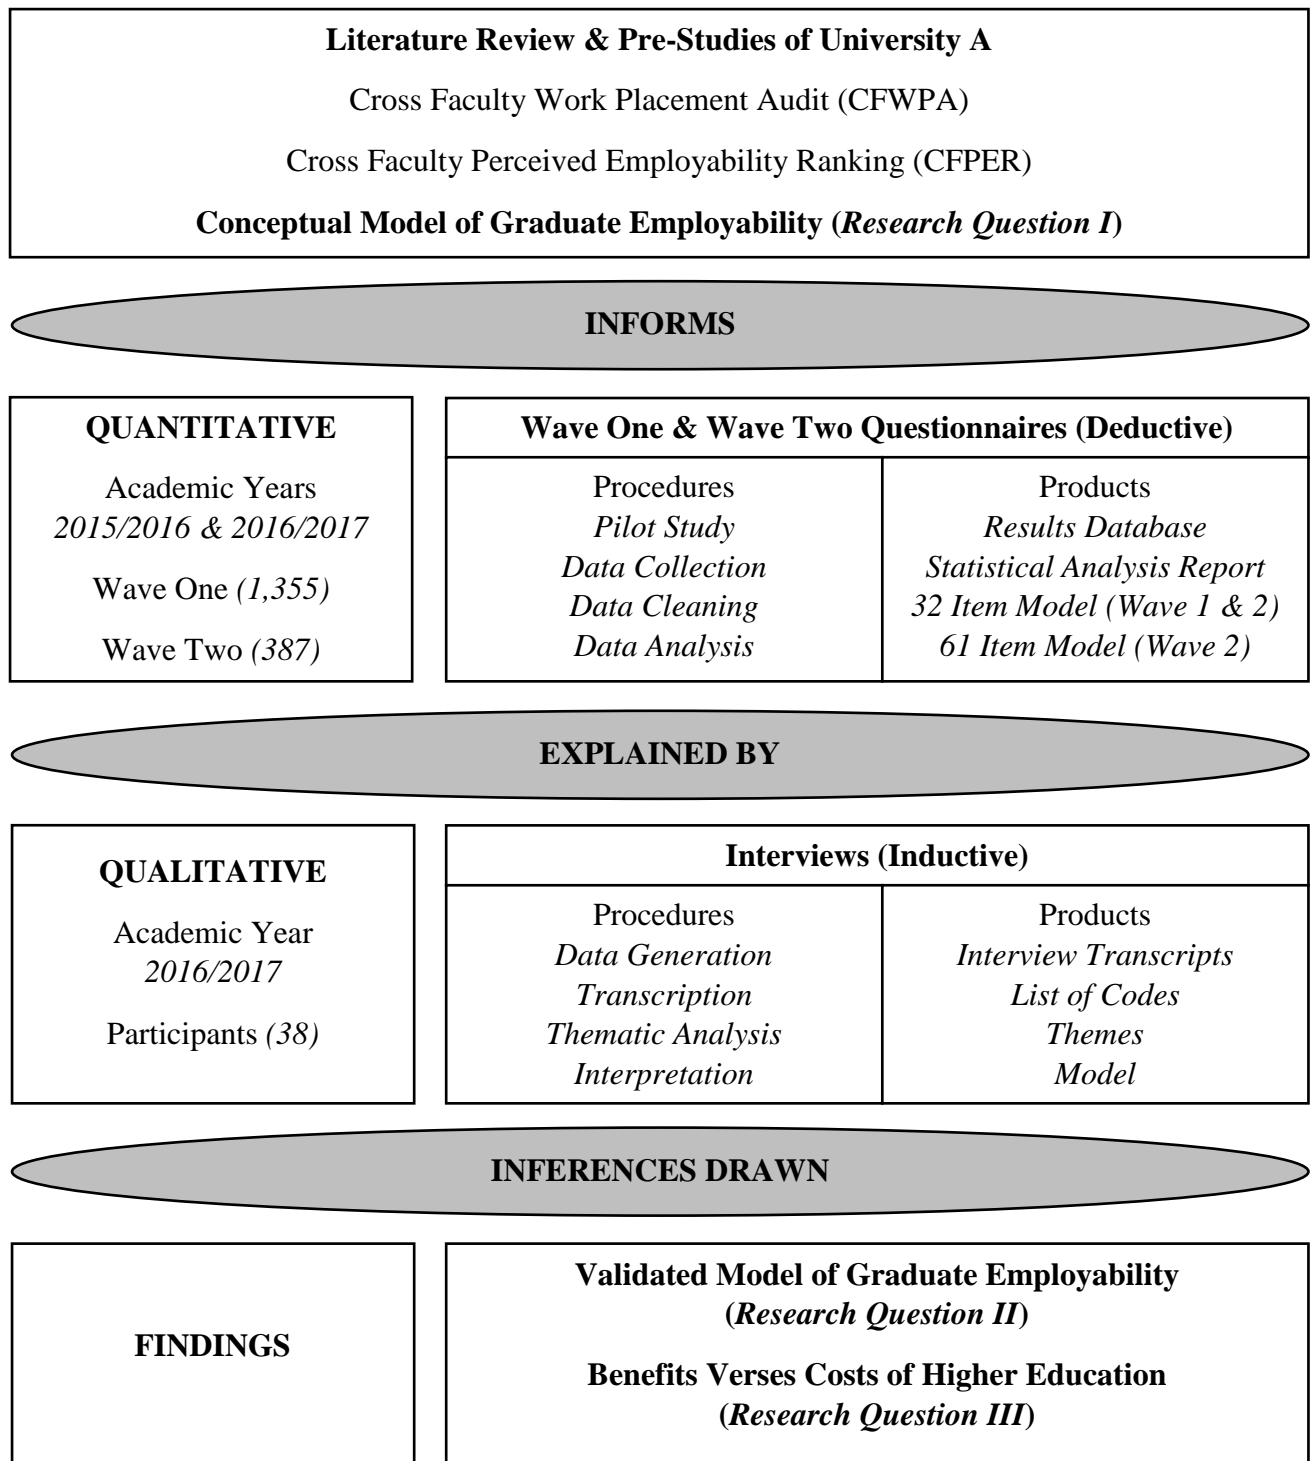 Literature Review & Pre-Studies of University A
Cross Faculty Work Placement Audit (CFWPA)
Cross Faculty Perceived Employability Ranking (CFPER)
Conceptual Model of Graduate Employability (Research Question I)
INFORMS
QUANTITATIVE
Academic Years
2015/2016 & 2016/2017
Wave One (1,355)
Wave Two (387)
Wave One & Wave Two Questionnaires (Deductive)
Procedures
Pilot Study
Data Collection
Data Cleaning
Data Analysis
Products
Results Database
Statistical Analysis Report
32 Item Model (Wave 1 & 2)
61 Item Model (Wave 2)
EXPLAINED BY
QUALITATIVE
Academic Year
2016/2017
Participants (38)
Interviews (Inductive)
Procedures
Data Generation
Transcription
Thematic Analysis
Interpretation
Products
Interview Transcripts
List of Codes
Themes
Model
INFERENCES DRAWN
FINDINGS
Validated Model of Graduate Employability
(Research Question II)
Benefits Verses Costs of Higher Education
(Research Question III)